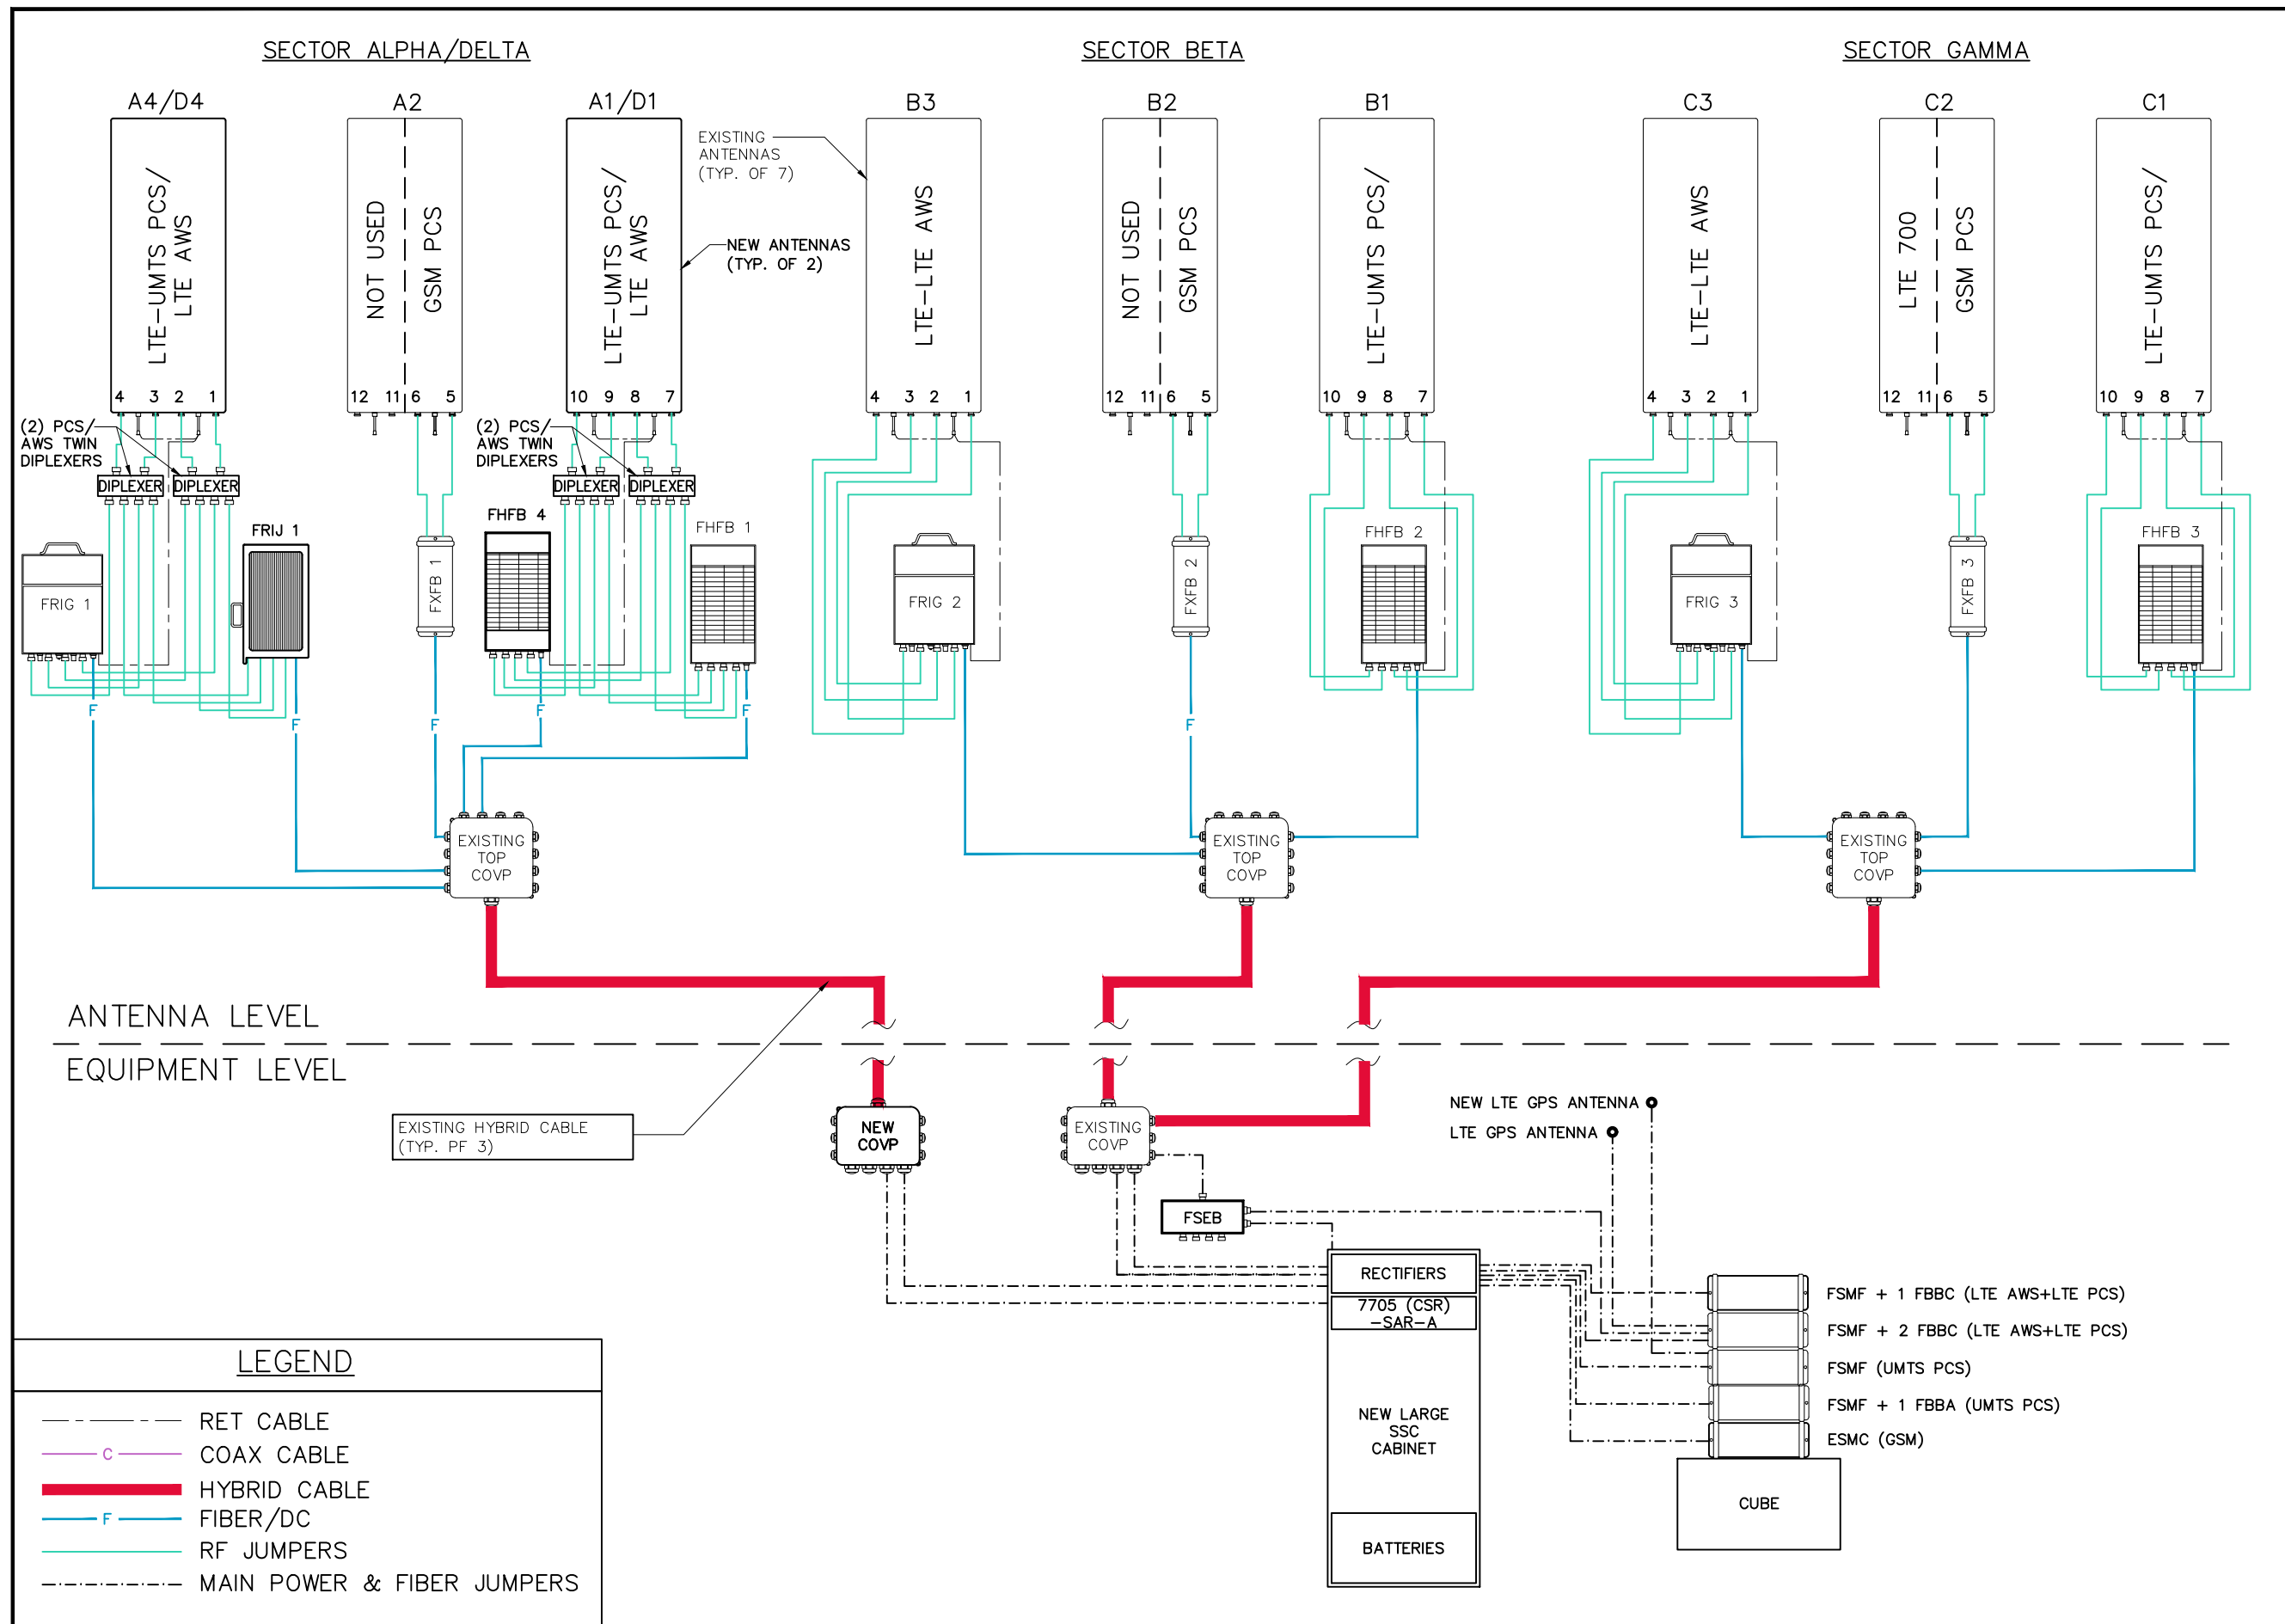 SECTOR ALPHA/DELTA
SECTOR BETA
SECTOR GAMMA
A4/D4
A2
A1/D1
B3
B2
B1
C3
C2
C1
LTE-UMTS PCS/
LTE AWS
NOT USED
GSM PCS
LTE-UMTS PCS/
LTE AWS
EXISTING
ANTENNAS
(TYP. OF 7)
NEW ANTENNAS
(TYP. OF 2)
LTE-LTE AWS
NOT USED
GSM PCS
LTE-UMTS PCS/
LTE-LTE AWS
LTE 700
GSM PCS
LTE-UMTS PCS/
4 3 2 1
12 11 6 5
10 9 8 7
4 3 2 1
12 11 6 5
10 9 8 7
4 3 2 1
12 11 6 5
10 9 8 7
(2) PCS/
AWS TWIN
DIPLEXERS
(2) PCS/
AWS TWIN
DIPLEXERS
DIPLEXER
DIPLEXER
DIPLEXER
DIPLEXER
FRIG 1
FRIJ 1
FXFB 1
FHFB 4
FHFB 1
FRIG 2
FXFB 2
FHFB 2
FRIG 3
FXFB 3
FHFB 3
F
F
F
F
F
F
EXISTING
TOP
COVP
EXISTING
TOP
COVP
EXISTING
TOP
COVP
ANTENNA LEVEL
EQUIPMENT LEVEL
EXISTING HYBRID CABLE
(TYP. PF 3)
NEW
COVP
EXISTING
COVP
NEW LTE GPS ANTENNA
LTE GPS ANTENNA
FSEB
RECTIFIERS
7705 (CSR)
-SAR-A
NEW LARGE
SSC
CABINET
BATTERIES
FSMF + 1 FBBC (LTE AWS+LTE PCS)
FSMF + 2 FBBC (LTE AWS+LTE PCS)
FSMF (UMTS PCS)
FSMF + 1 FBBA (UMTS PCS)
ESMC (GSM)
CUBE
LEGEND
RET CABLE
C COAX CABLE
HYBRID CABLE
F FIBER/DC
RF JUMPERS
MAIN POWER & FIBER JUMPERS